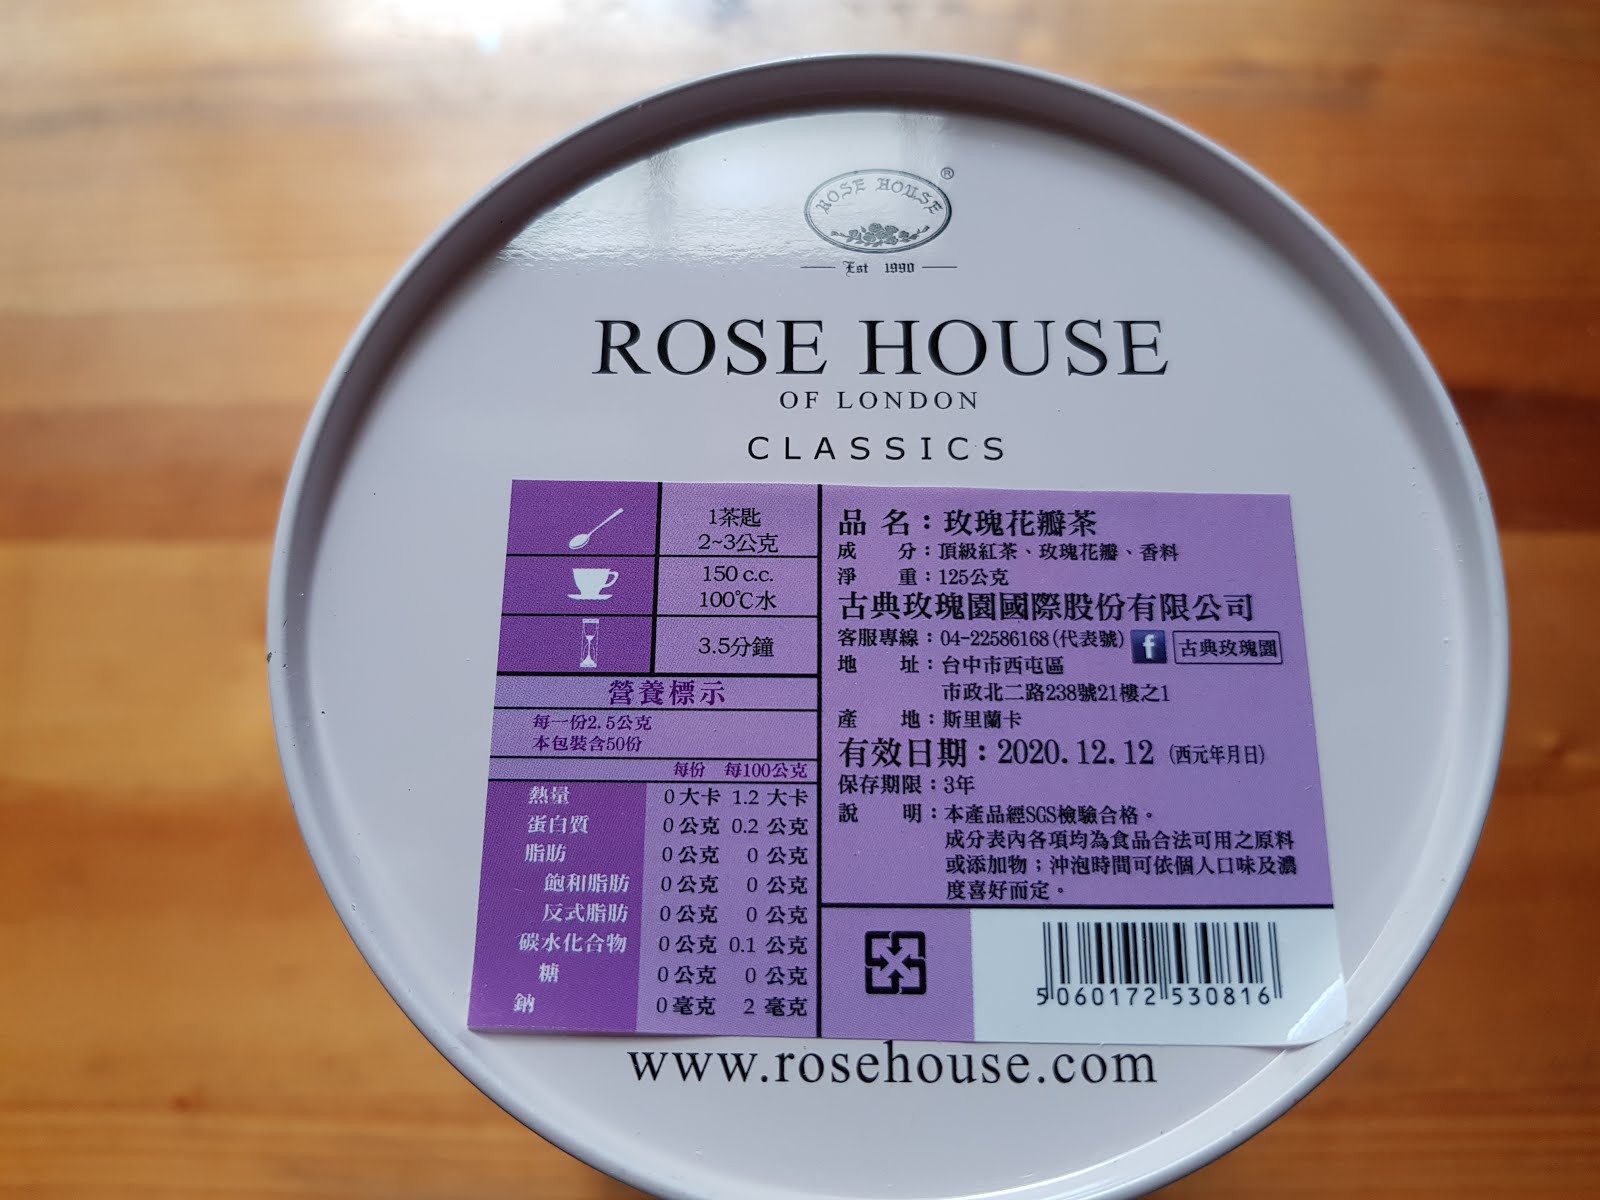 ROSE HOUSE ®
Est 1990
ROSE HOUSE
OF LONDON
CLASSICS
1茶匙
2~3公克
150 c.c.
100℃水
3.5分鐘
營養標示
每一份2.5公克
本包裝含50份
每份 每100公克
熱量 0 大卡 1.2 大卡
蛋白質 0 公克 0.2 公克
脂肪 0 公克 0 公克
飽和脂肪 0 公克 0 公克
反式脂肪 0 公克 0 公克
碳水化合物 0 公克 0.1 公克
糖 0 公克 0 公克
鈉 0 毫克 2 毫克
品 名：玫瑰花瓣茶
成 分：頂級紅茶、玫瑰花瓣、香料
淨 重：125公克
古典玫瑰園國際股份有限公司
客服專線：04-22586168(代表號) f 古典玫瑰園
地 址：台中市西屯區
市政北二路238號21樓之1
產 地：斯里蘭卡
有效日期：2020.12.12 (西元年月日)
保存期限：3年
說 明：本產品經SGS檢驗合格。
成分表內各項均為食品合法可用之原料
或添加物；沖泡時間可依個人口味及濃
度喜好而定。
5 060172 530816
www.rosehouse.com